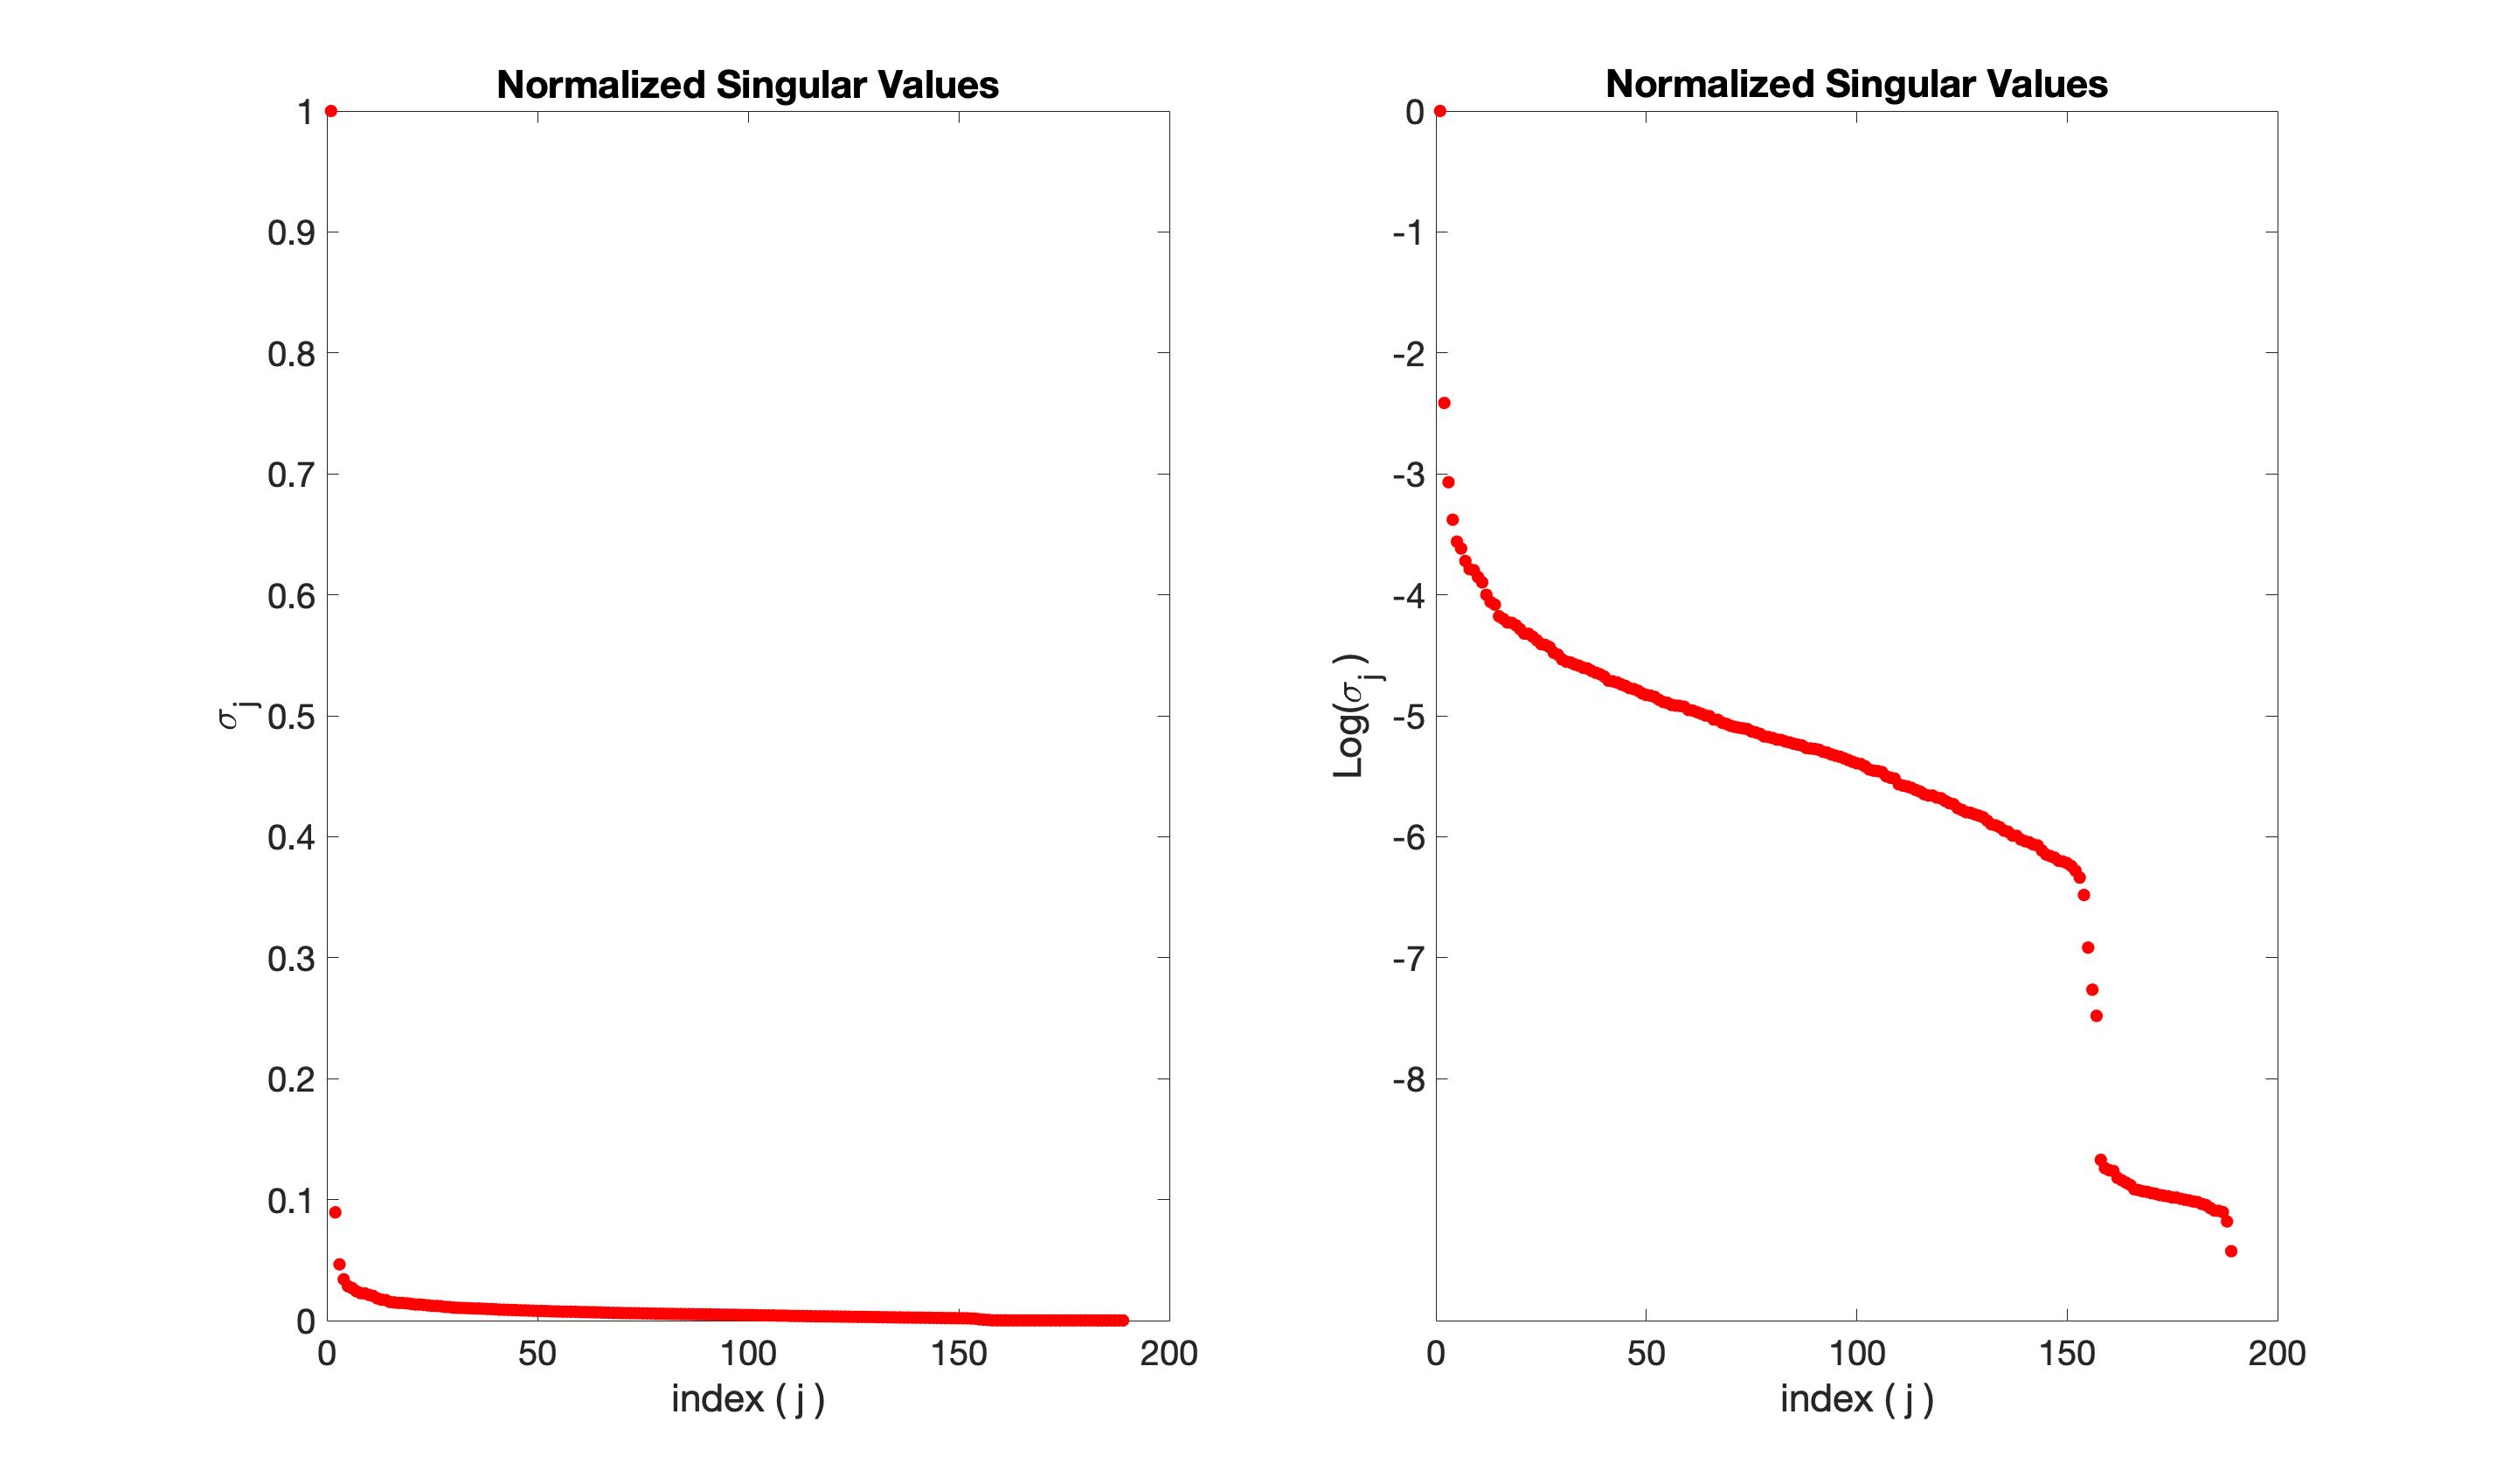 Normalized Singular Values
1
0.9
0.8
0.7
0.6
0.5
0.4
0.3
0.2
0.1
0
σj
0 50 100 150 200
index ( j )
Normalized Singular Values
0
-1
-2
-3
-4
-5
-6
-7
-8
Log(σj)
0 50 100 150 200
index ( j )